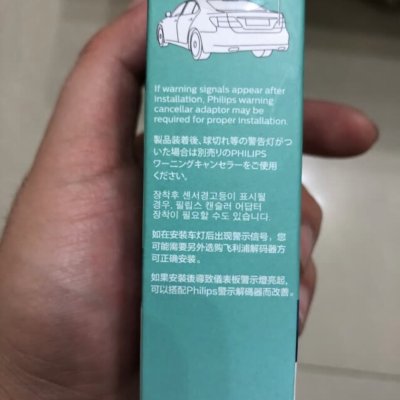 If warning signals appear after
installation, Philips warning
cancellar adaptor may be
required for proper installation.
製品装着後、球切れ等の警告灯がつ
いた場合は別売りのPHILIPS
ワーニングキャンセラーをご使用
ください。
장착후 센서경고등이 표시될
경우, 필립스 캔슬러 어답터
장착이 필요할 수도 있습니다.
如在安装车灯后出现警示信号，您
可能需要另外选购飞利浦解码器方
可正确安装。
如果安裝後導致儀表板警示燈亮起，
可以搭配Philips警示解碼器而改善。